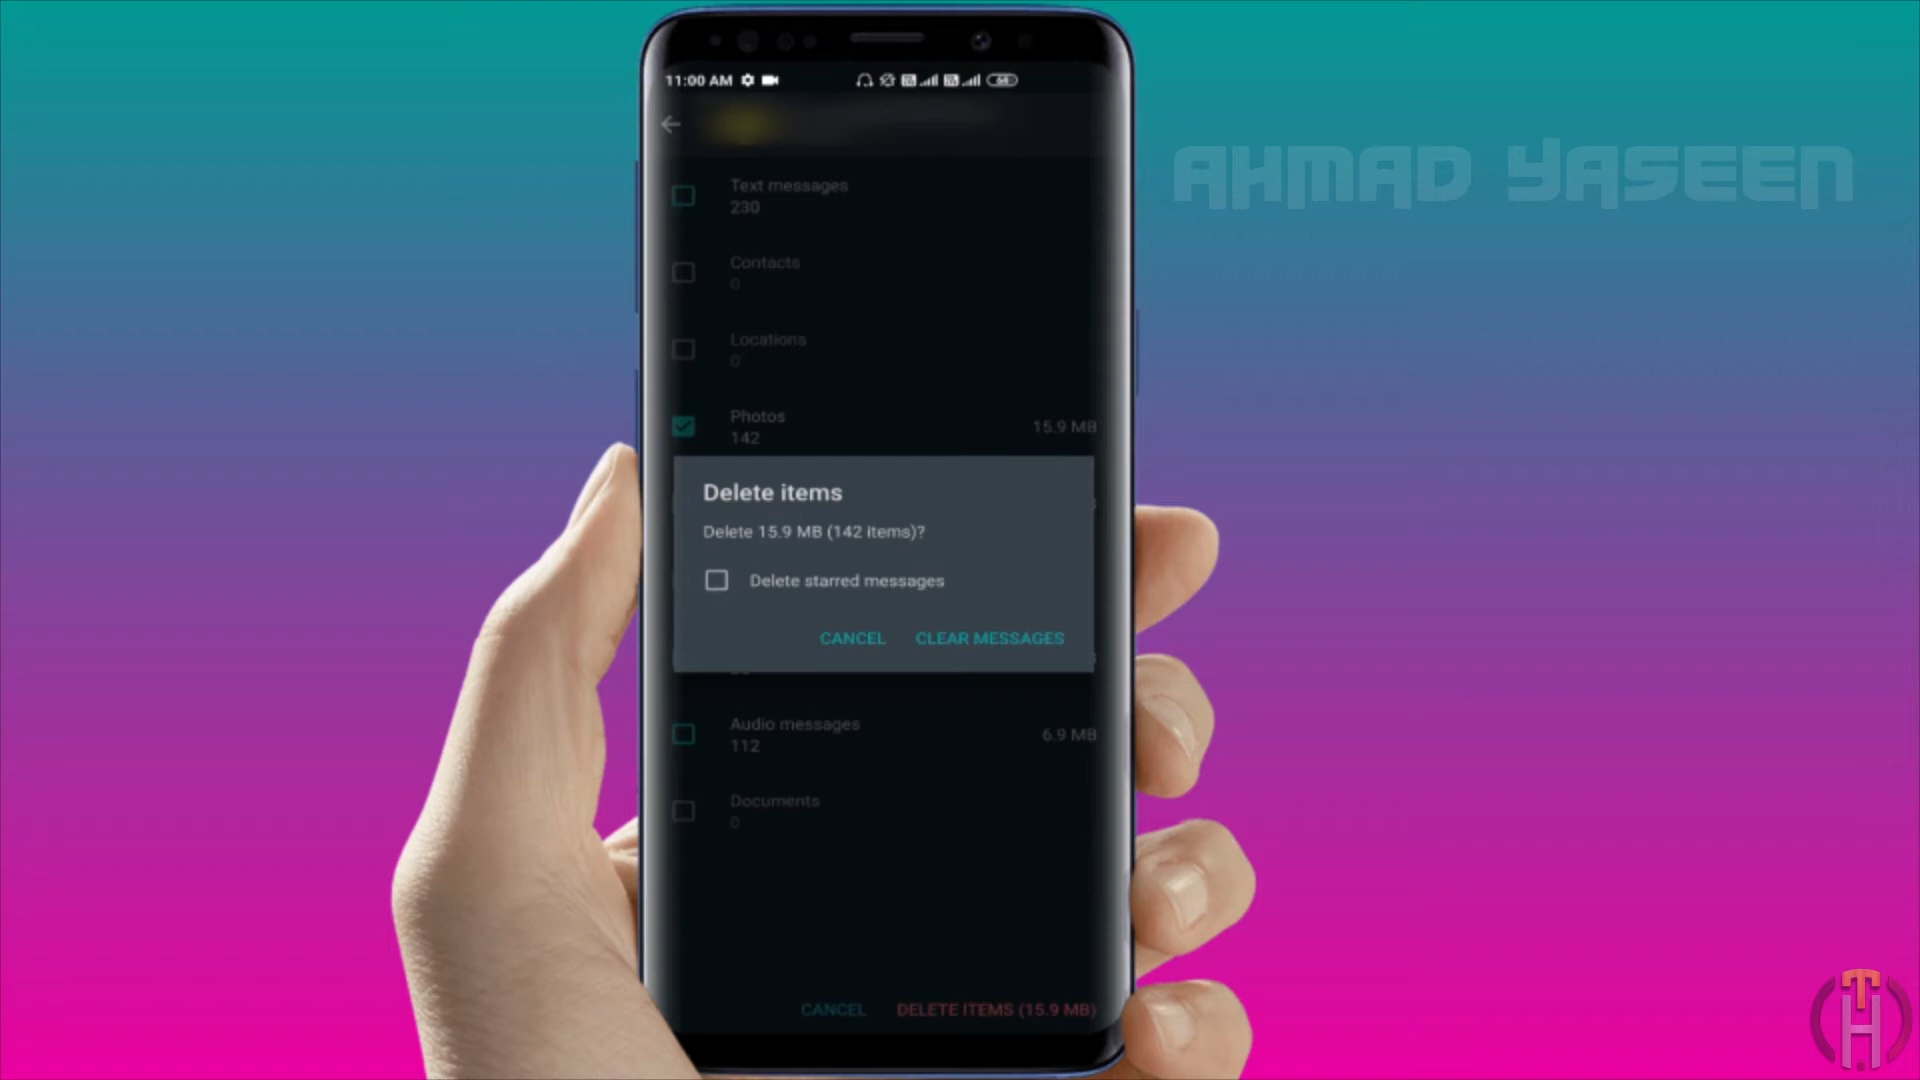 11:00 AM
AHMAD YASEEN
Text messages
230
Contacts
0
Locations
0
Photos
142
15.9 MB
Delete items
Delete 15.9 MB (142 items)?
Delete starred messages
CANCEL CLEAR MESSAGES
Audio messages
112
6.9 MB
Documents
0
CANCEL DELETE ITEMS (15.9 MB)
TH